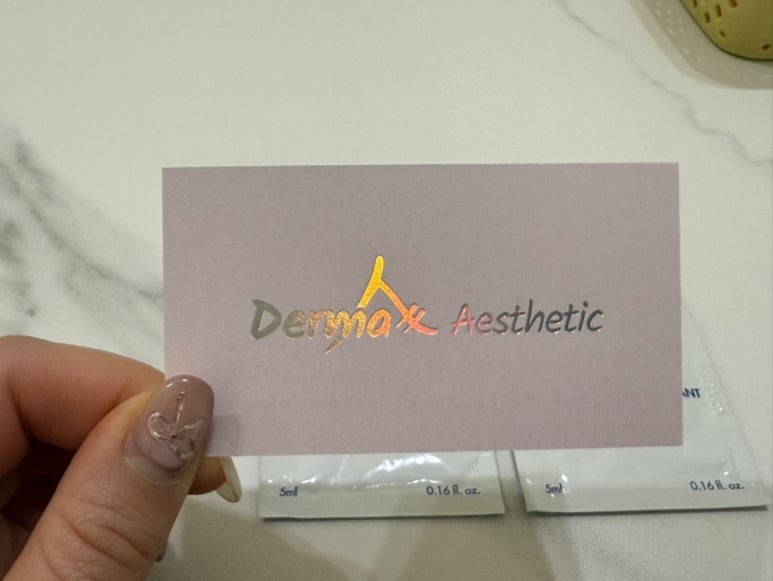 Dermax Aesthetic
5ml 0.16 fl. oz.
5ml 0.16 fl. oz.